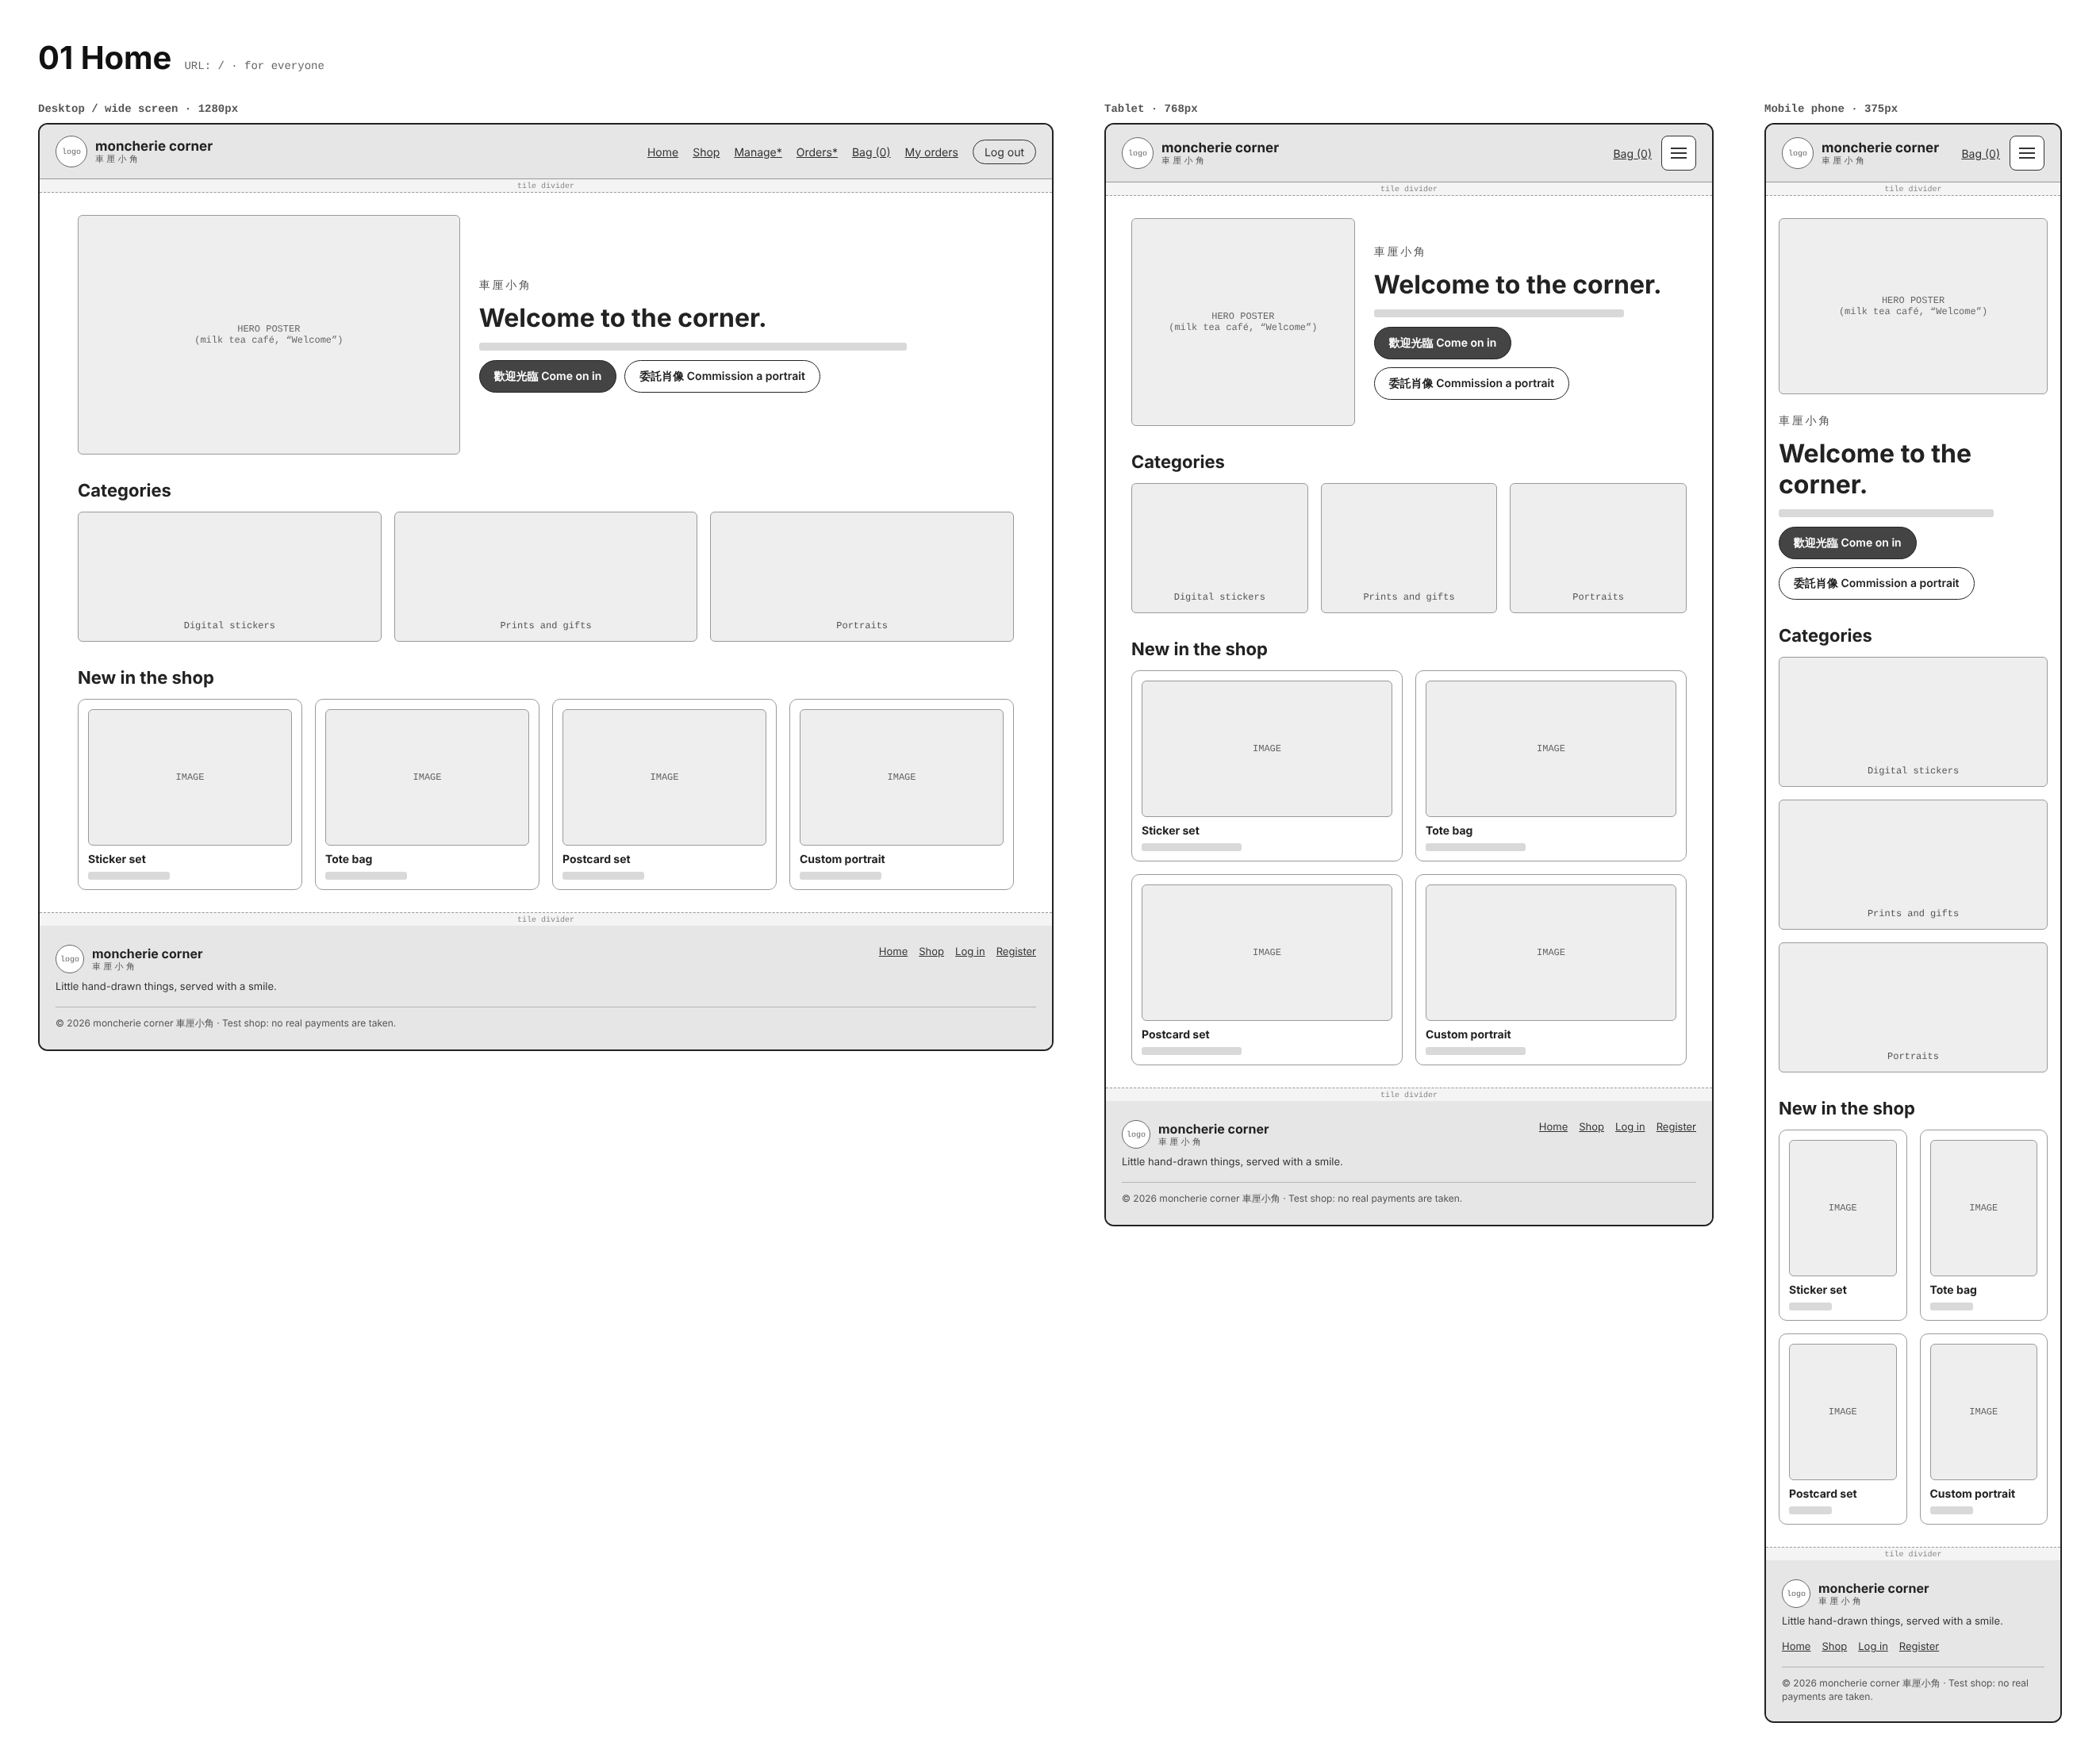 01 Home URL: / · for everyone
Desktop / wide screen · 1280px
logo
moncherie corner
車厘小角
Home Shop Manage* Orders* Bag (0) My orders Log out
tile divider
HERO POSTER
(milk tea café, “Welcome”)
車厘小角
Welcome to the corner.
歡迎光臨 Come on in
委託肖像 Commission a portrait
Categories
Digital stickers
Prints and gifts
Portraits
New in the shop
IMAGE
Sticker set
IMAGE
Tote bag
IMAGE
Postcard set
IMAGE
Custom portrait
tile divider
logo
moncherie corner
車厘小角
Home Shop Log in Register
Little hand-drawn things, served with a smile.
© 2026 moncherie corner 車厘小角 · Test shop: no real payments are taken.
Tablet · 768px
logo
moncherie corner
車厘小角
Bag (0)
tile divider
HERO POSTER
(milk tea café, “Welcome”)
車厘小角
Welcome to the corner.
歡迎光臨 Come on in
委託肖像 Commission a portrait
Categories
Digital stickers
Prints and gifts
Portraits
New in the shop
IMAGE
Sticker set
IMAGE
Tote bag
IMAGE
Postcard set
IMAGE
Custom portrait
tile divider
logo
moncherie corner
車厘小角
Home Shop Log in Register
Little hand-drawn things, served with a smile.
© 2026 moncherie corner 車厘小角 · Test shop: no real payments are taken.
Mobile phone · 375px
logo
moncherie corner
車厘小角
Bag (0)
tile divider
HERO POSTER
(milk tea café, “Welcome”)
車厘小角
Welcome to the
corner.
歡迎光臨 Come on in
委託肖像 Commission a portrait
Categories
Digital stickers
Prints and gifts
Portraits
New in the shop
IMAGE
Sticker set
IMAGE
Tote bag
IMAGE
Postcard set
IMAGE
Custom portrait
tile divider
logo
moncherie corner
車厘小角
Little hand-drawn things, served with a smile.
Home Shop Log in Register
© 2026 moncherie corner 車厘小角 · Test shop: no real
payments are taken.